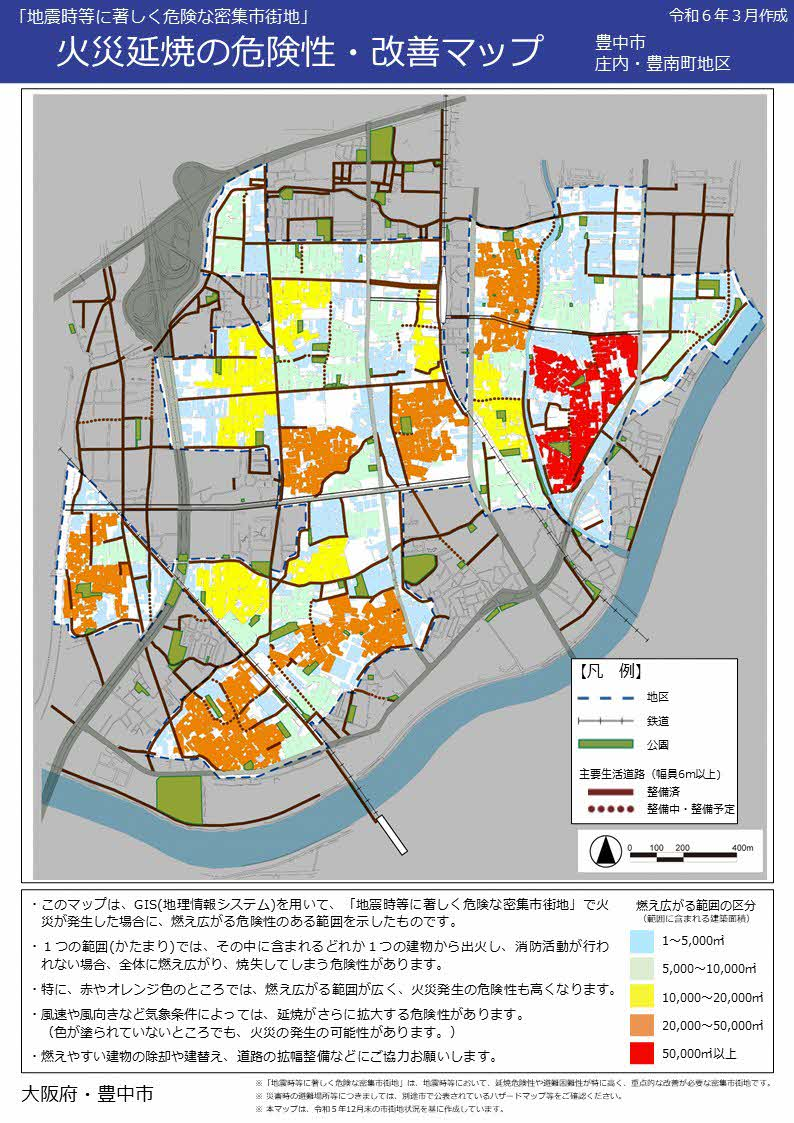 「地震時等に著しく危険な密集市街地」
令和６年３月作成
火災延焼の危険性・改善マップ
豊中市
庄内・豊南町地区
【凡　例】
地区
鉄道
公園
主要生活道路（幅員6m以上）
整備済
整備中・整備予定
0 100 200 400m
・このマップは、GIS(地理情報システム)を用いて、「地震時等に著しく危険な密集市街地」で火
災が発生した場合に、燃え広がる危険性のある範囲を示したものです。
・１つの範囲(かたまり)では、その中に含まれるどれか１つの建物から出火し、消防活動が行わ
れない場合、全体に燃え広がり、焼失してしまう危険性があります。
・特に、赤やオレンジ色のところでは、燃え広がる範囲が広く、火災発生の危険性も高くなります。
・風速や風向きなど気象条件によっては、延焼がさらに拡大する危険性があります。
（色が塗られていないところでも、火災の発生の可能性があります。）
・燃えやすい建物の除却や建替え、道路の拡幅整備などにご協力お願いします。
燃え広がる範囲の区分
（範囲に含まれる建築面積）
1～5,000㎡
5,000～10,000㎡
10,000～20,000㎡
20,000～50,000㎡
50,000㎡以上
大阪府・豊中市
※「地震時等に著しく危険な密集市街地」は、地震時等において、延焼危険性や避難困難性が特に高く、重点的な改善が必要な密集市街地です。
※ 災害時の避難場所等につきましては、別途市で公表されているハザードマップ等をご確認ください。
※ 本マップは、令和５年12月末の市街地状況を基に作成しています。